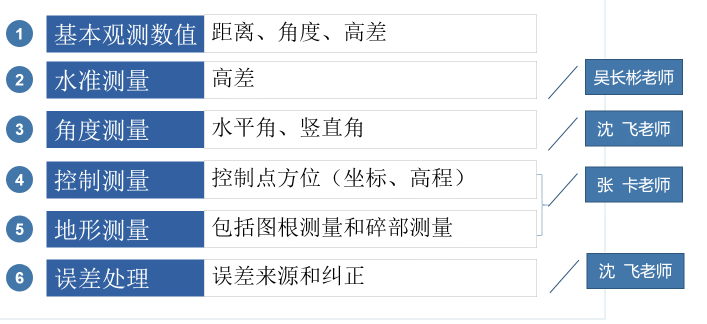 1 基本观测数值 距离、角度、高差
2 水准测量 高差 吴长彬老师
3 角度测量 水平角、竖直角 沈 飞老师
4 控制测量 控制点方位（坐标、高程） 张 卡老师
5 地形测量 包括图根测量和碎部测量
6 误差处理 误差来源和纠正 沈 飞老师